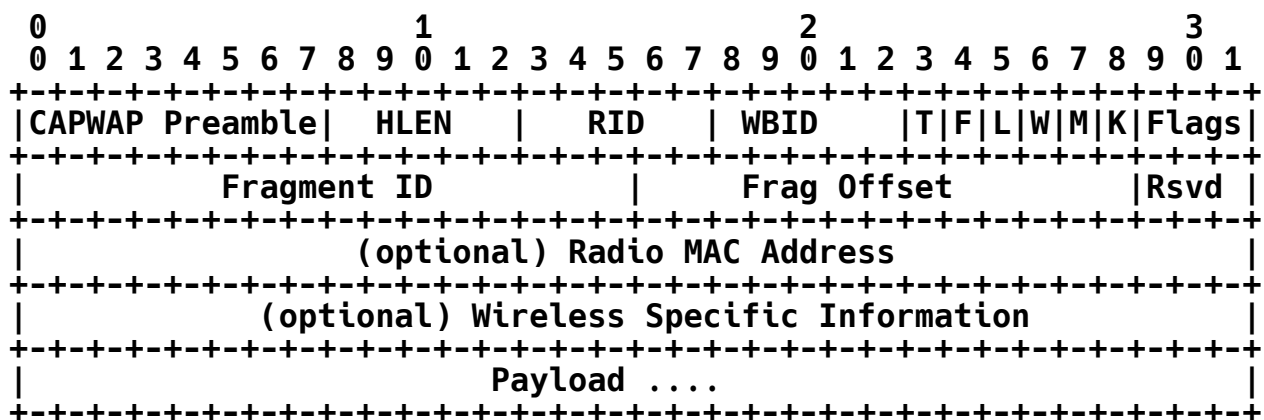 0                   1                   2                   3
 0 1 2 3 4 5 6 7 8 9 0 1 2 3 4 5 6 7 8 9 0 1 2 3 4 5 6 7 8 9 0 1
+-+-+-+-+-+-+-+-+-+-+-+-+-+-+-+-+-+-+-+-+-+-+-+-+-+-+-+-+-+-+-+-+
|CAPWAP Preamble|  HLEN   |   RID   | WBID    |T|F|L|W|M|K|Flags|
+-+-+-+-+-+-+-+-+-+-+-+-+-+-+-+-+-+-+-+-+-+-+-+-+-+-+-+-+-+-+-+-+
|          Fragment ID          |     Frag Offset         |Rsvd |
+-+-+-+-+-+-+-+-+-+-+-+-+-+-+-+-+-+-+-+-+-+-+-+-+-+-+-+-+-+-+-+-+
|                 (optional) Radio MAC Address                  |
+-+-+-+-+-+-+-+-+-+-+-+-+-+-+-+-+-+-+-+-+-+-+-+-+-+-+-+-+-+-+-+-+
|            (optional) Wireless Specific Information           |
+-+-+-+-+-+-+-+-+-+-+-+-+-+-+-+-+-+-+-+-+-+-+-+-+-+-+-+-+-+-+-+-+
|                        Payload ....                           |
+-+-+-+-+-+-+-+-+-+-+-+-+-+-+-+-+-+-+-+-+-+-+-+-+-+-+-+-+-+-+-+-+